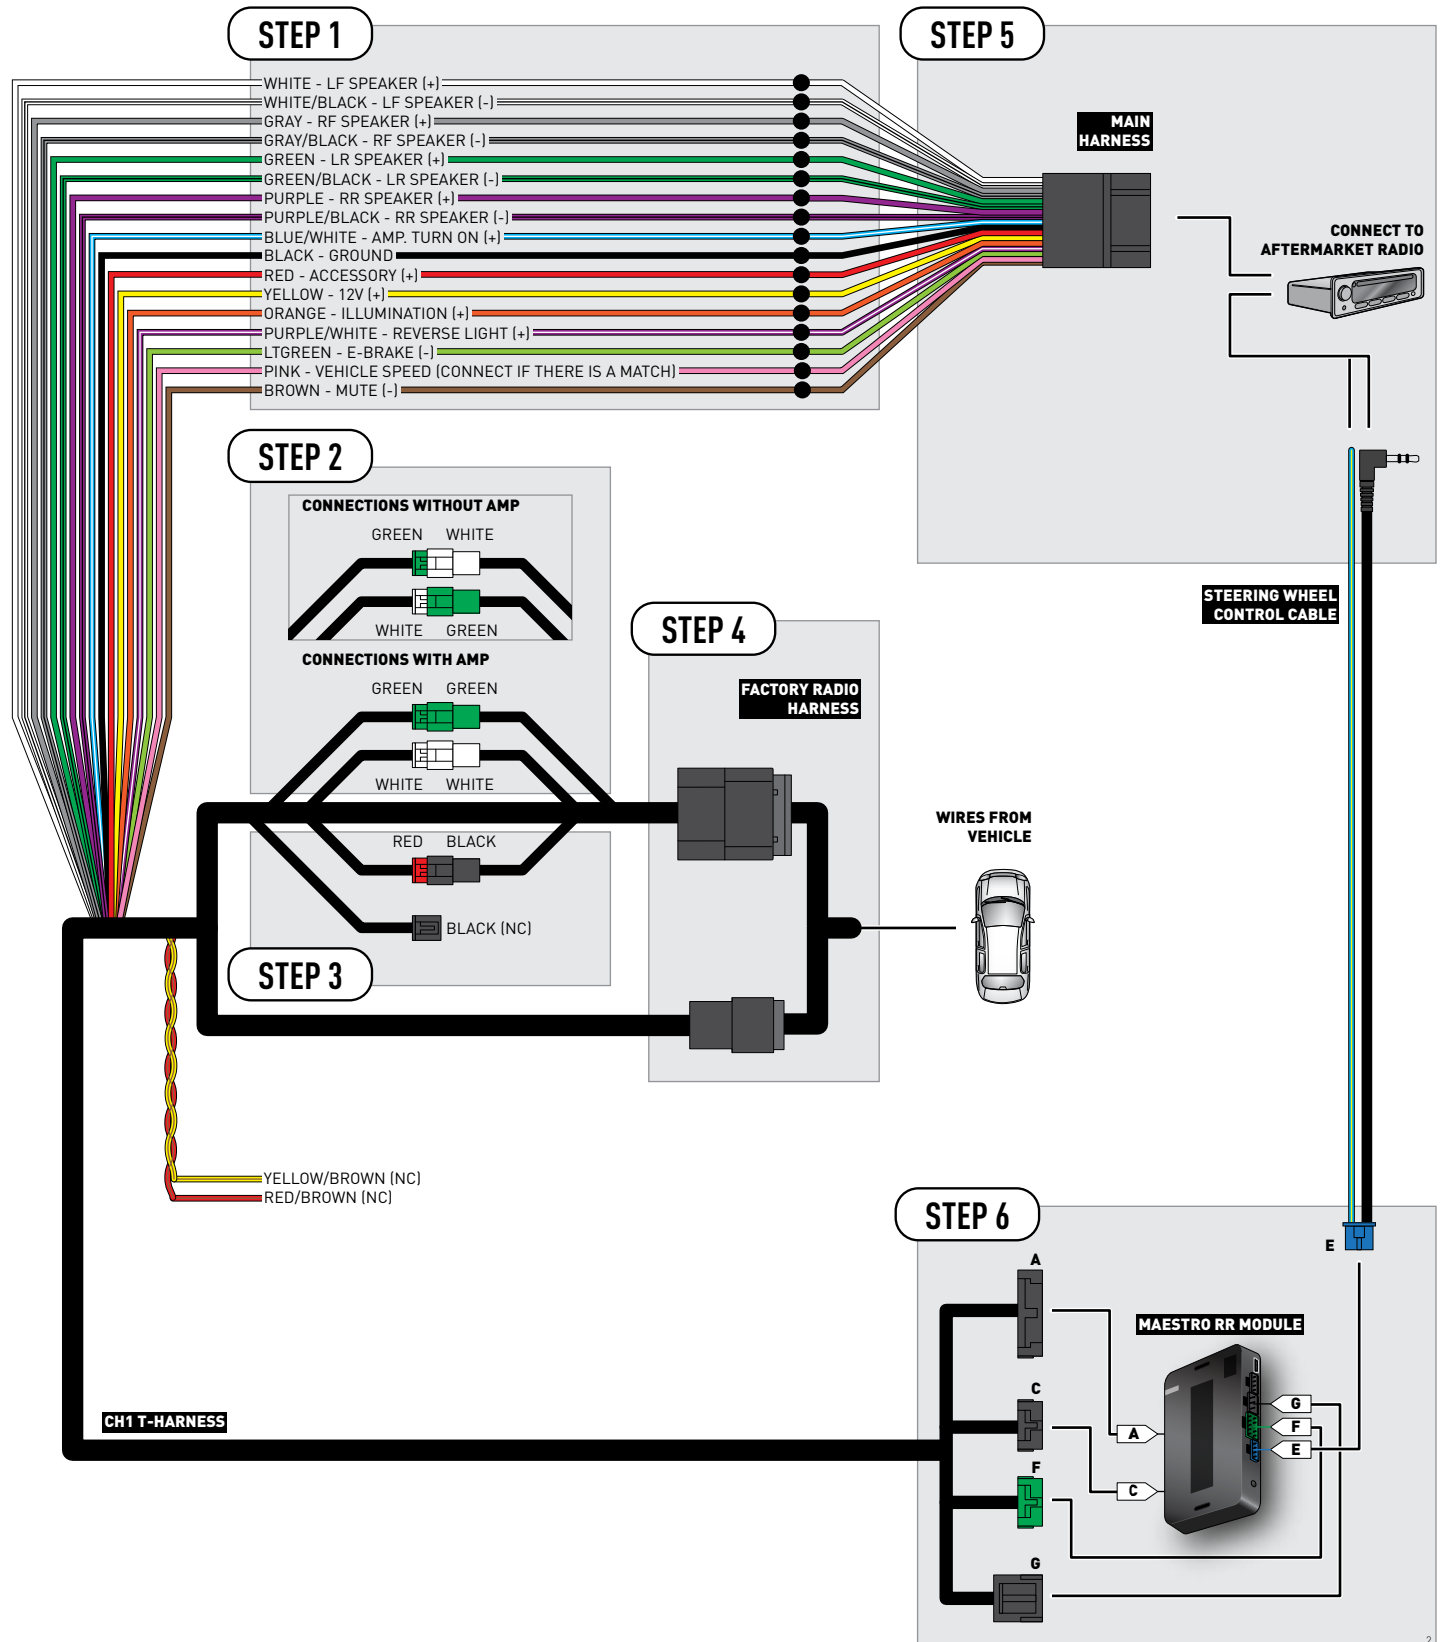 STEP 1
WHITE - LF SPEAKER (+)
WHITE/BLACK - LF SPEAKER (-)
GRAY - RF SPEAKER (+)
GRAY/BLACK - RF SPEAKER (-)
GREEN - LR SPEAKER (+)
GREEN/BLACK - LR SPEAKER (-)
PURPLE - RR SPEAKER (+)
PURPLE/BLACK - RR SPEAKER (-)
BLUE/WHITE - AMP. TURN ON (+)
BLACK - GROUND
RED - ACCESSORY (+)
YELLOW - 12V (+)
ORANGE - ILLUMINATION (+)
PURPLE/WHITE - REVERSE LIGHT (+)
LTGREEN - E-BRAKE (-)
PINK - VEHICLE SPEED (CONNECT IF THERE IS A MATCH)
BROWN - MUTE (-)
STEP 5
MAIN
HARNESS
CONNECT TO
AFTERMARKET RADIO
STEERING WHEEL
CONTROL CABLE
STEP 2
CONNECTIONS WITHOUT AMP
GREEN WHITE
WHITE GREEN
CONNECTIONS WITH AMP
GREEN GREEN
WHITE WHITE
RED BLACK
BLACK (NC)
STEP 3
STEP 4
FACTORY RADIO
HARNESS
WIRES FROM
VEHICLE
YELLOW/BROWN (NC)
RED/BROWN (NC)
CH1 T-HARNESS
STEP 6
E
A
MAESTRO RR MODULE
C
G
F
A
E
F
C
G
2